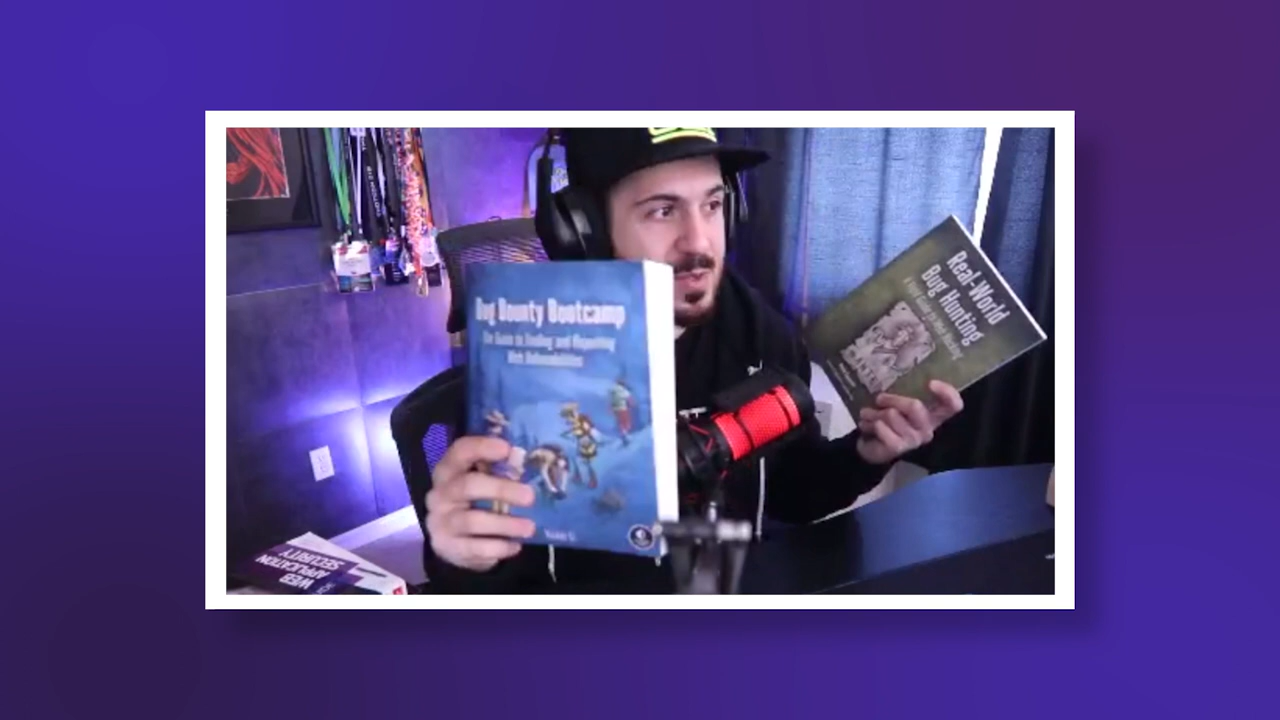 Bug Bounty Bootcamp
The Guide to Finding and Reporting
Web Vulnerabilities
Real-World
Bug Hunting
WEB
APPLICATION
SECURITY